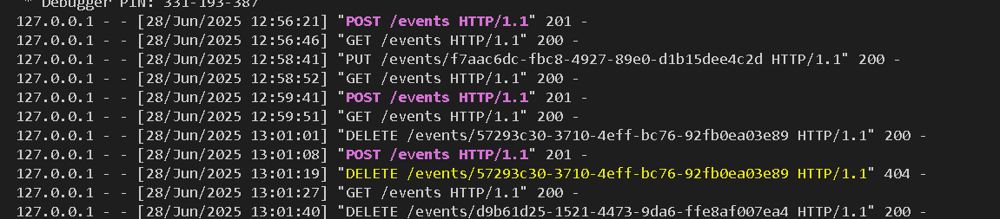 * Debugger PIN: 331-193-387
127.0.0.1 - - [28/Jun/2025 12:56:21] "POST /events HTTP/1.1" 201 -
127.0.0.1 - - [28/Jun/2025 12:56:46] "GET /events HTTP/1.1" 200 -
127.0.0.1 - - [28/Jun/2025 12:58:41] "PUT /events/f7aac6dc-fbc8-4927-89e0-d1b15dee4c2d HTTP/1.1" 200 -
127.0.0.1 - - [28/Jun/2025 12:58:52] "GET /events HTTP/1.1" 200 -
127.0.0.1 - - [28/Jun/2025 12:59:41] "POST /events HTTP/1.1" 201 -
127.0.0.1 - - [28/Jun/2025 12:59:51] "GET /events HTTP/1.1" 200 -
127.0.0.1 - - [28/Jun/2025 13:01:01] "DELETE /events/57293c30-3710-4eff-bc76-92fb0ea03e89 HTTP/1.1" 200 -
127.0.0.1 - - [28/Jun/2025 13:01:08] "POST /events HTTP/1.1" 201 -
127.0.0.1 - - [28/Jun/2025 13:01:19] "DELETE /events/57293c30-3710-4eff-bc76-92fb0ea03e89 HTTP/1.1" 404 -
127.0.0.1 - - [28/Jun/2025 13:01:27] "GET /events HTTP/1.1" 200 -
127.0.0.1 - - [28/Jun/2025 13:01:40] "DELETE /events/d9b61d25-1521-4473-9da6-ffe8af007ea4 HTTP/1.1" 200 -